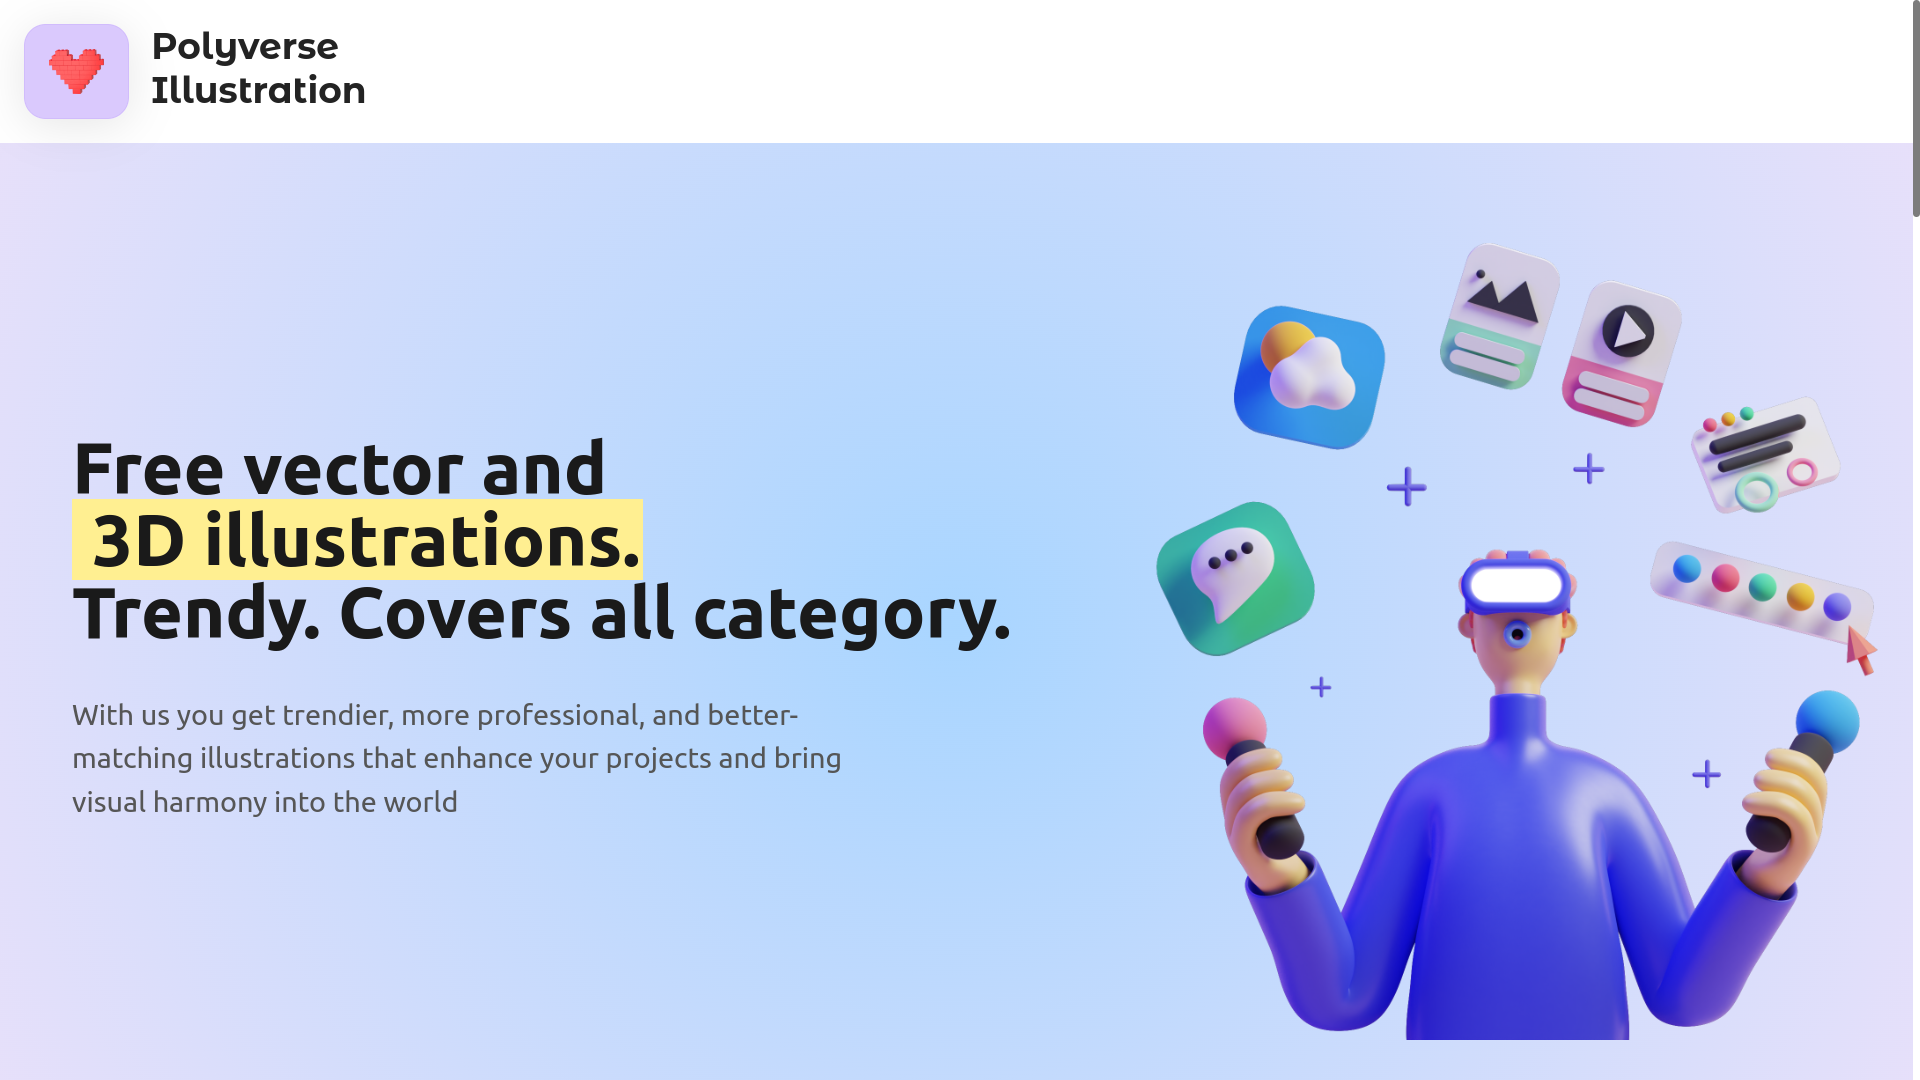 Polyverse
Illustration
Free vector and
3D illustrations.
Trendy. Covers all category.
With us you get trendier, more professional, and better-
matching illustrations that enhance your projects and bring
visual harmony into the world